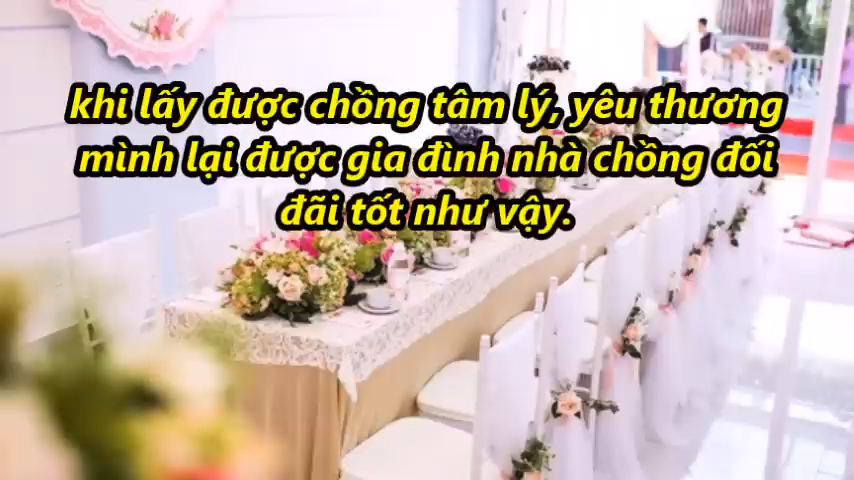 khi lấy được chồng tâm lý, yêu thương
mình lại được gia đình nhà chồng đối
đãi tốt như vậy.